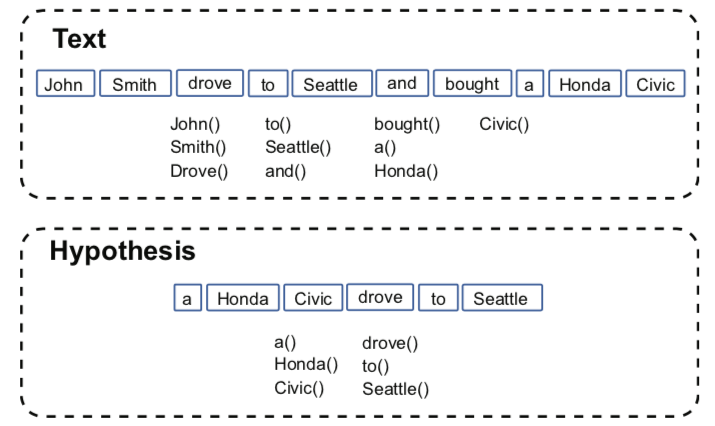 Text
John Smith drove to Seattle and bought a Honda Civic
John() to() bought() Civic()
Smith() Seattle() a()
Drove() and() Honda()
Hypothesis
a Honda Civic drove to Seattle
a() drove()
Honda() to()
Civic() Seattle()